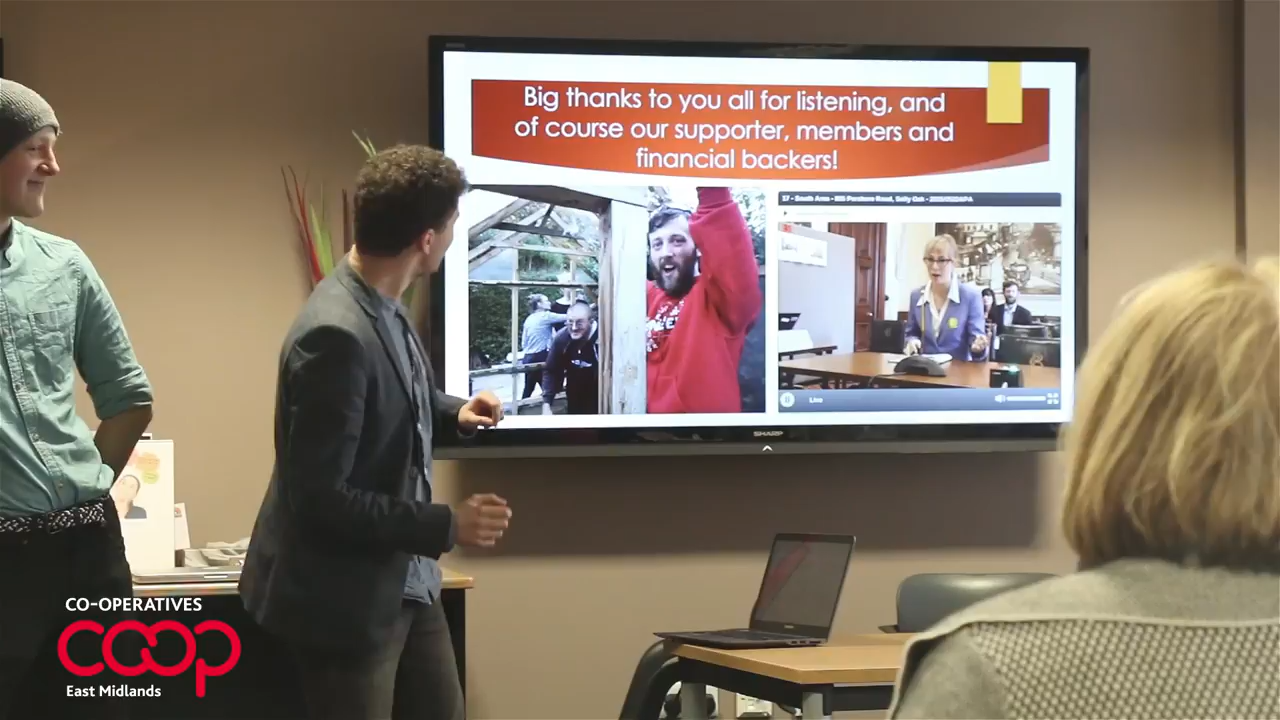 Big thanks to you all for listening, and
of course our supporter, members and
financial backers!
Live
SHARP
CO-OPERATIVES
coop
East Midlands